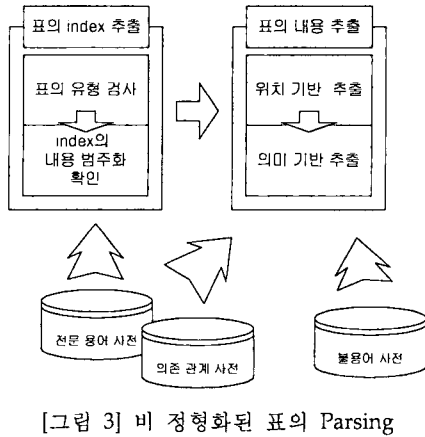 표의 index 추출
표의 내용 추출
표의 유형 검사
위치 기반 추출
index의
내용 범주화
확인
의미 기반 추출
전문 용어 사전
의존 관계 사전
불용어 사전
[그림 3] 비 정형화된 표의 Parsing